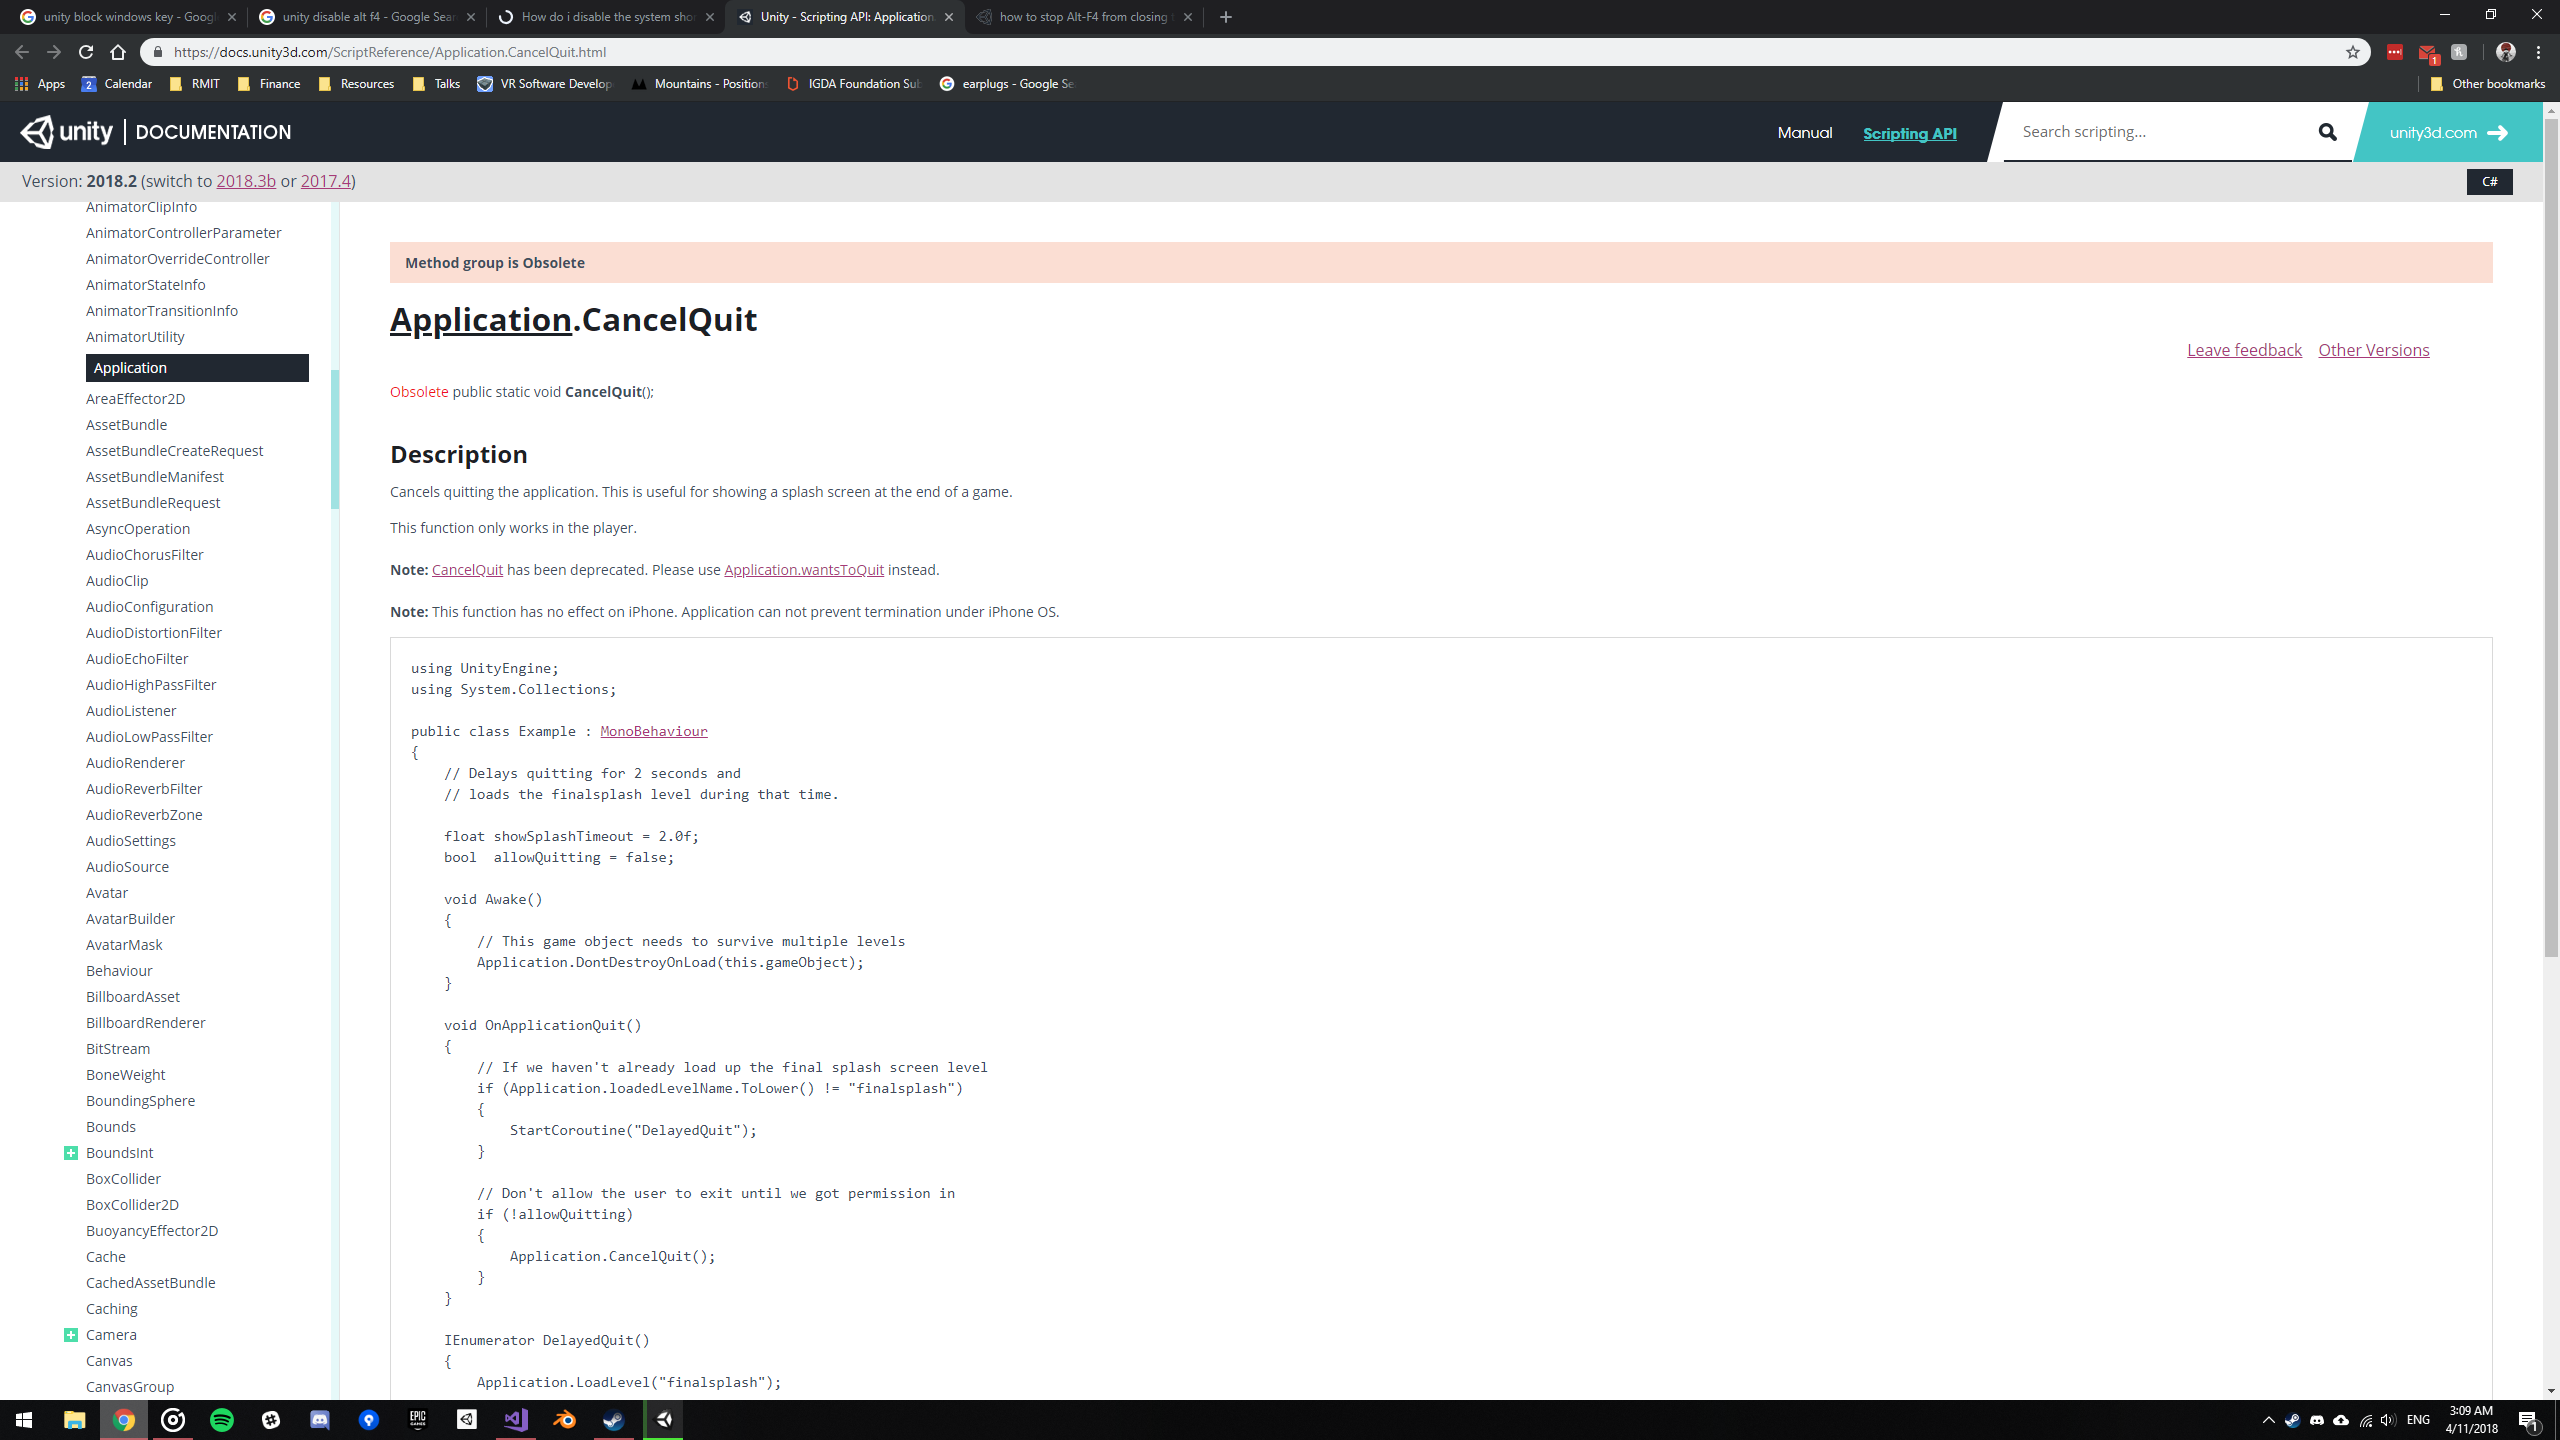 unity block windows key - Googl
unity disable alt f4 - Google Sear
How do i disable the system sho
Unity - Scripting API: Application.
how to stop Alt-F4 from closing
https://docs.unity3d.com/ScriptReference/Application.CancelQuit.html
1
Apps
2
Calendar
RMIT
Finance
Resources
Talks
VR Software Develop
Mountains - Position
IGDA Foundation Sub
earplugs - Google Se
Other bookmarks
unity
DOCUMENTATION
Manual
Scripting API
Search scripting...
unity3d.com
Version: 2018.2 (switch to 2018.3b or 2017.4)
C#
AnimatorClipInfo
AnimatorControllerParameter
AnimatorOverrideController
AnimatorStateInfo
AnimatorTransitionInfo
AnimatorUtility
Application
AreaEffector2D
AssetBundle
AssetBundleCreateRequest
AssetBundleManifest
AssetBundleRequest
AsyncOperation
AudioChorusFilter
AudioClip
AudioConfiguration
AudioDistortionFilter
AudioEchoFilter
AudioHighPassFilter
AudioListener
AudioLowPassFilter
AudioRenderer
AudioReverbFilter
AudioReverbZone
AudioSettings
AudioSource
Avatar
AvatarBuilder
AvatarMask
Behaviour
BillboardAsset
BillboardRenderer
BitStream
BoneWeight
BoundingSphere
Bounds
BoundsInt
BoxCollider
BoxCollider2D
BuoyancyEffector2D
Cache
CachedAssetBundle
Caching
Camera
Canvas
CanvasGroup
Method group is Obsolete
Application.CancelQuit
Leave feedback
Other Versions
Obsolete public static void CancelQuit();
Description
Cancels quitting the application. This is useful for showing a splash screen at the end of a game.
This function only works in the player.
Note: CancelQuit has been deprecated. Please use Application.wantsToQuit instead.
Note: This function has no effect on iPhone. Application can not prevent termination under iPhone OS.
using UnityEngine;
using System.Collections;
public class Example : MonoBehaviour
{
// Delays quitting for 2 seconds and
// loads the finalsplash level during that time.
float showSplashTimeout = 2.0f;
bool  allowQuitting = false;
void Awake()
{
// This game object needs to survive multiple levels
Application.DontDestroyOnLoad(this.gameObject);
}
void OnApplicationQuit()
{
// If we haven't already load up the final splash screen level
if (Application.loadedLevelName.ToLower() != "finalsplash")
{
StartCoroutine("DelayedQuit");
}
// Don't allow the user to exit until we got permission in
if (!allowQuitting)
{
Application.CancelQuit();
}
}
IEnumerator DelayedQuit()
{
Application.LoadLevel("finalsplash");
EPIC
GAMES
ENG
3:09 AM
4/11/2018
1